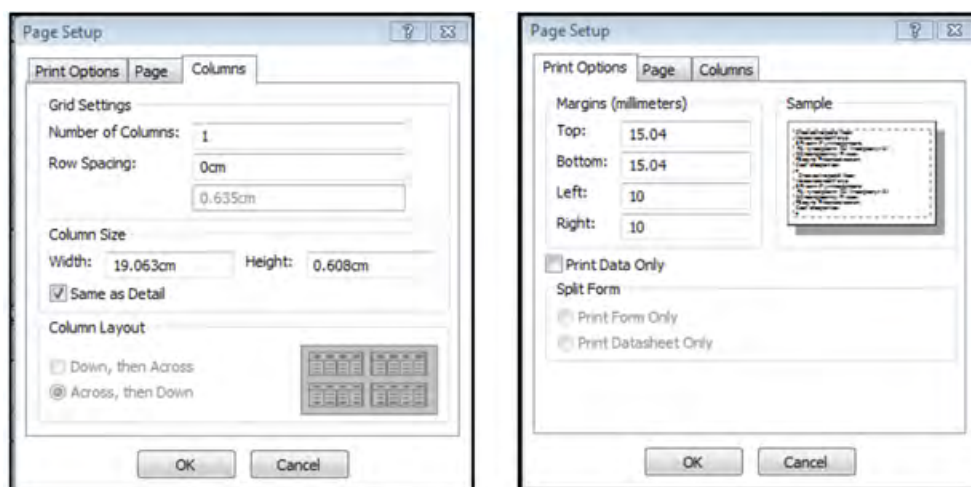 Page Setup
Print Options Page Columns
Grid Settings
Number of Columns: 1
Row Spacing: 0cm
0.635cm
Column Size
Width: 19.063cm Height: 0.608cm
Same as Detail
Column Layout
Down, then Across
Across, then Down
OK Cancel
Page Setup
Print Options Page Columns
Margins (millimeters)
Top: 15.04
Bottom: 15.04
Left: 10
Right: 10
Sample
Print Data Only
Split Form
Print Form Only
Print Datasheet Only
OK Cancel